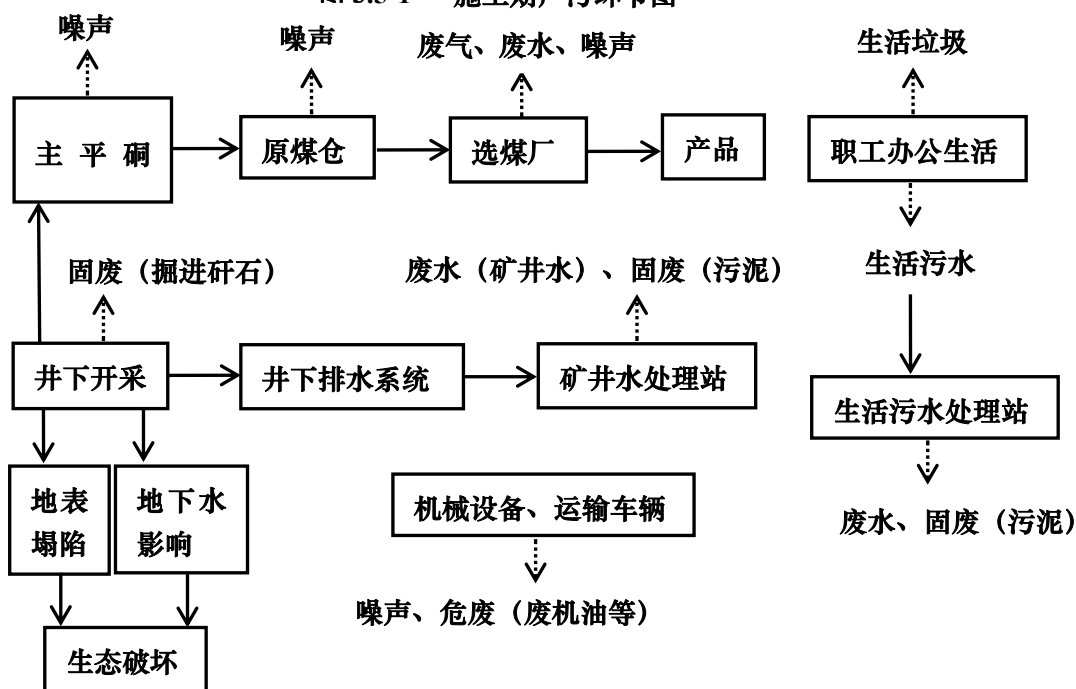 噪声
噪声
废气、废水、噪声
生活垃圾
主 平 硐
原煤仓
选煤厂
产品
职工办公生活
固废（掘进矸石）
废水（矿井水）、固废（污泥）
生活污水
井下开采
井下排水系统
矿井水处理站
生活污水处理站
地表
塌陷
地下水
影响
机械设备、运输车辆
废水、固废（污泥）
噪声、危废（废机油等）
生态破坏